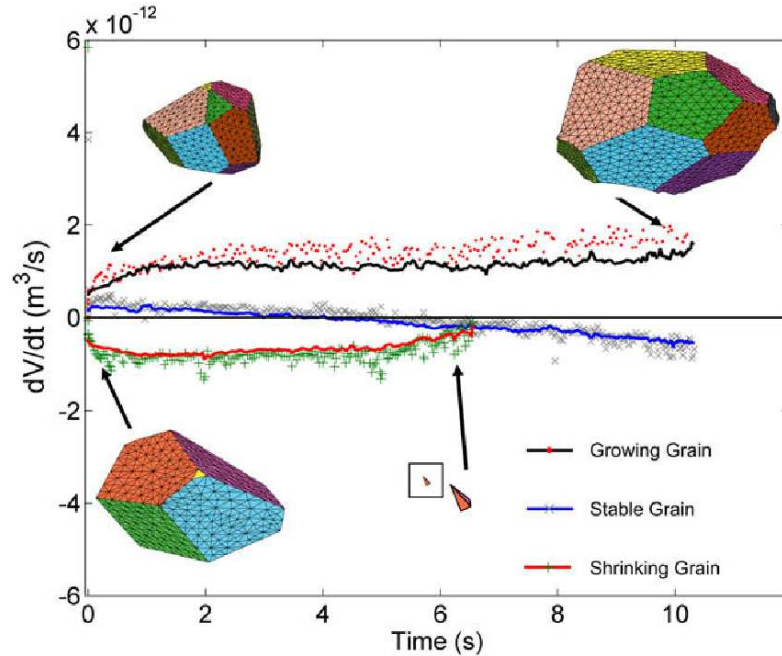 × 10⁻¹²
6
4
2
0
-2
-4
-6
dV/dt (m³/s)
Growing Grain
Stable Grain
Shrinking Grain
0 2 4 6 8 10
Time (s)